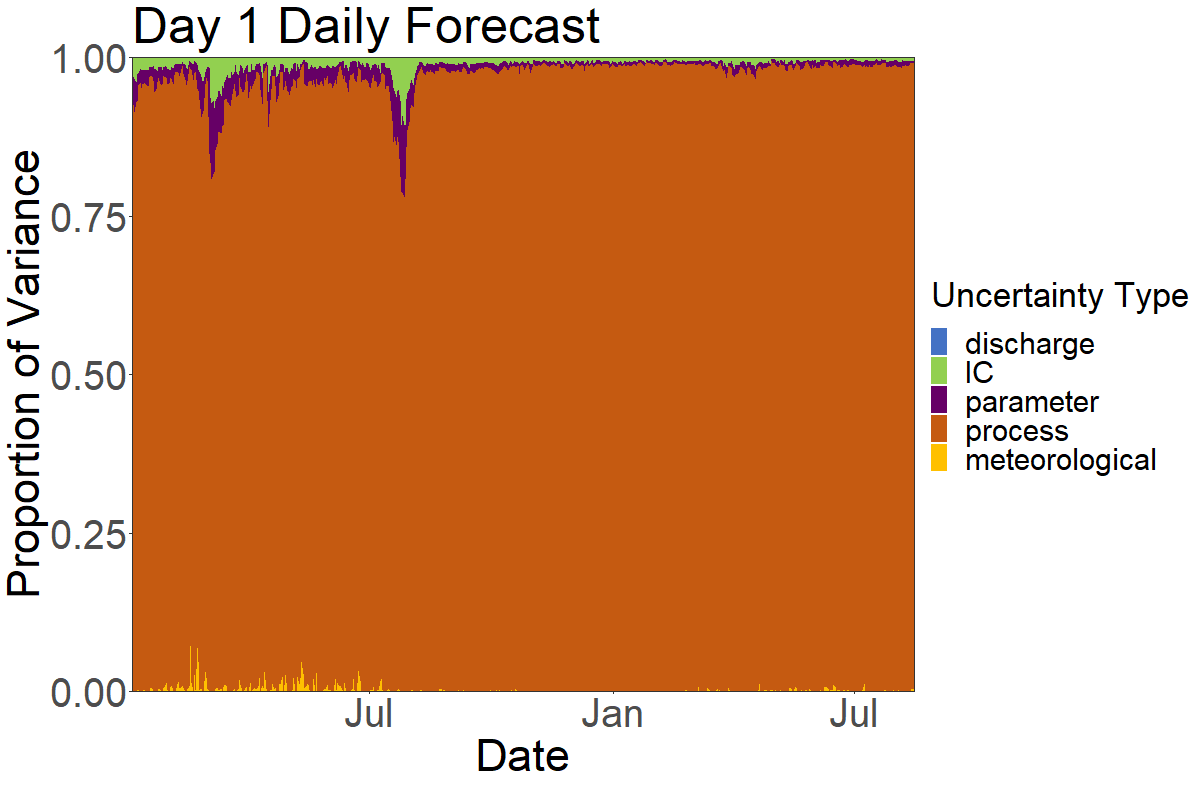 Day 1 Daily Forecast
1.00
0.75
0.50
0.25
0.00
Proportion of Variance
Jul
Jan
Jul
Date
Uncertainty Type
discharge
IC
parameter
process
meteorological